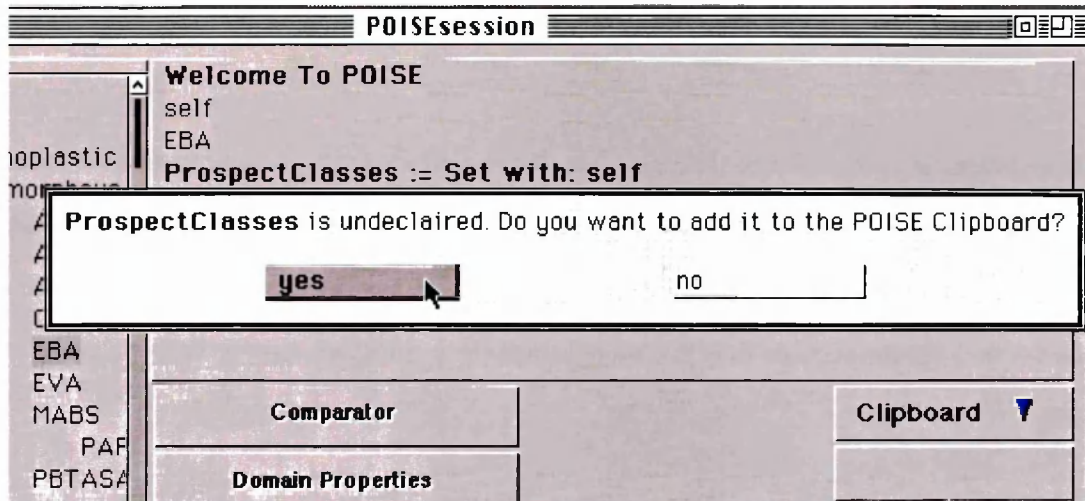 POISEsession
Welcome To POISE
self
EBA
ProspectClasses := Set with: self
noplastic
ProspectClasses is undeclaired. Do you want to add it to the POISE Clipboard?
yes
no
EBA
EVA
MABS
PBTASA
Comparator
Clipboard
Domain Properties